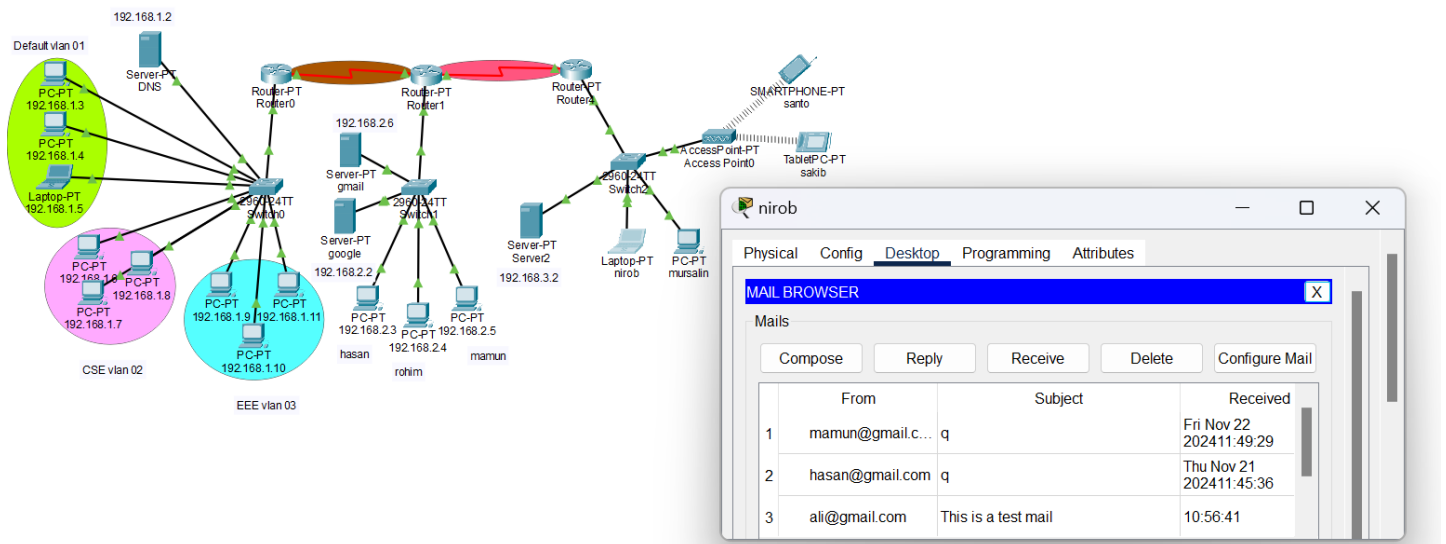 192.168.1.2
Default vlan 01
Server-PT
DNS
PC-PT
192.168.1.3
PC-PT
192.168.1.4
Laptop-PT
192.168.1.5
Router-PT
Router0
Router-PT
Router1
Router-PT
Router4
SMARTPHONE-PT
santo
AccessPoint-PT
Access Point0
TabletPC-PT
sakib
192.168.2.6
Server-PT
gmail
2960-24TT
Switch0
2960-24TT
Switch1
2960-24TT
Switch2
Server-PT
google
192.168.2.2
Server-PT
Server2
192.168.3.2
Laptop-PT
nirob
PC-PT
mursalin
PC-PT
192.168.1.6
PC-PT
192.168.1.8
PC-PT
192.168.1.7
CSE vlan 02
PC-PT
192.168.1.9
PC-PT
192.168.1.11
PC-PT
192.168.1.10
EEE vlan 03
PC-PT
192.168.2.3
hasan
PC-PT
192.168.2.4
rohim
PC-PT
192.168.2.5
mamun
nirob
Physical Config Desktop Programming Attributes
MAIL BROWSER X
Mails
Compose Reply Receive Delete Configure Mail
From Subject Received
1 mamun@gmail.c... q Fri Nov 22
202411:49:29
2 hasan@gmail.com q Thu Nov 21
202411:45:36
3 ali@gmail.com This is a test mail 10:56:41